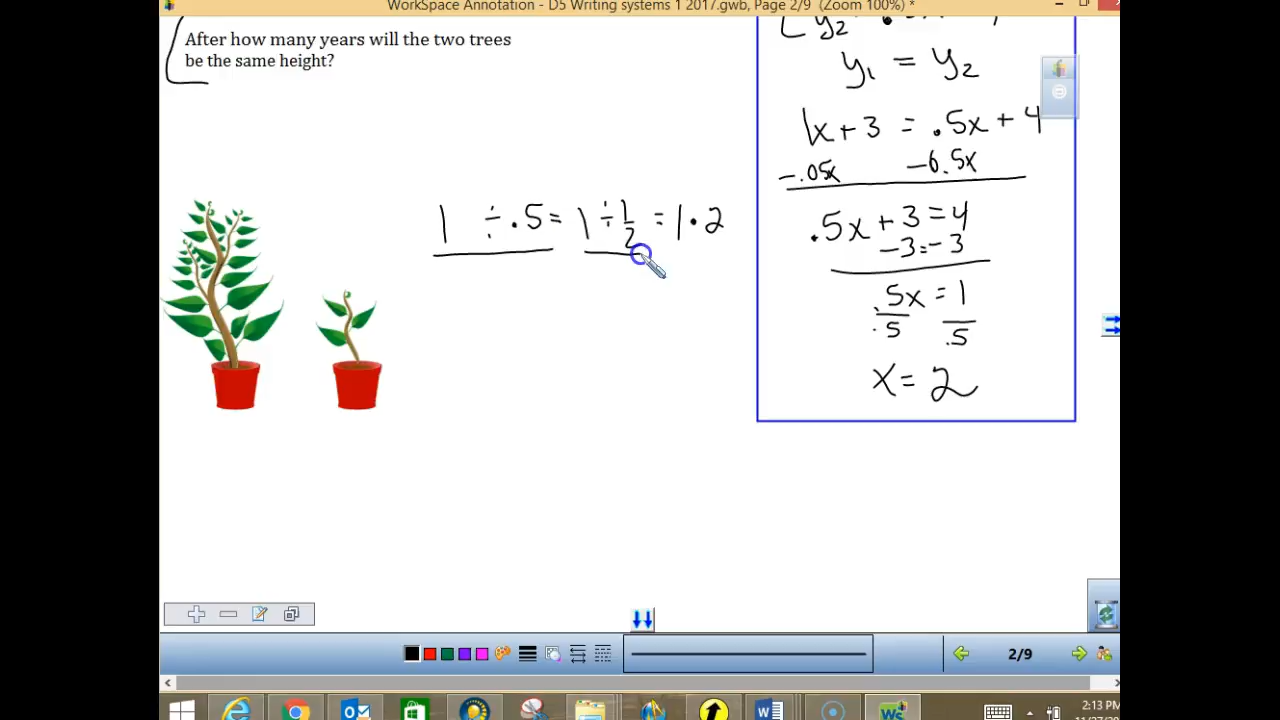 WorkSpace Annotation - D5 Writing systems 1 2017.gwb, Page 2/9 (Zoom 100%) *
After how many years will the two trees
be the same height?
y₁ = y₂
1x + 3 = .5x + 4
-.05x -6.5x
1 ÷ .5 = 1 ÷ 1/2 = 1 • 2
.5x + 3 = 4
-3 = -3
.5x = 1
.5 .5
x = 2
2/9
2:13 PM